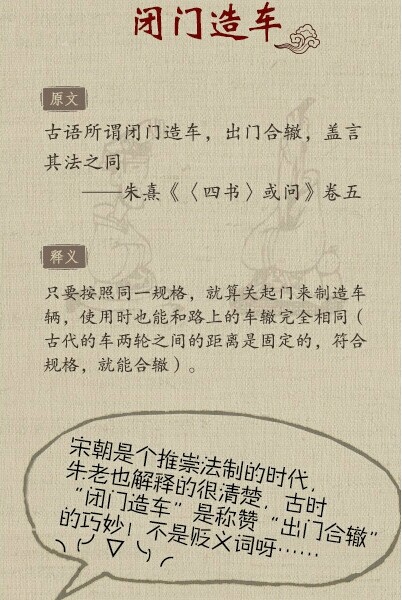 闭门造车
原文
古语所谓闭门造车，出门合辙，盖言
其法之同
——朱熹《〈四书〉或问》卷五
释义
只要按照同一规格，就算关起门来制造车
辆，使用时也能和路上的车辙完全相同（
古代的车两轮之间的距离是固定的，符合
规格，就能合辙）。
宋朝是个推崇法制的时代，
朱老也解释的很清楚，古时
“闭门造车”是称赞“出门合辙”
的巧妙！不是贬义词呀……
╮(╯▽╰)╭